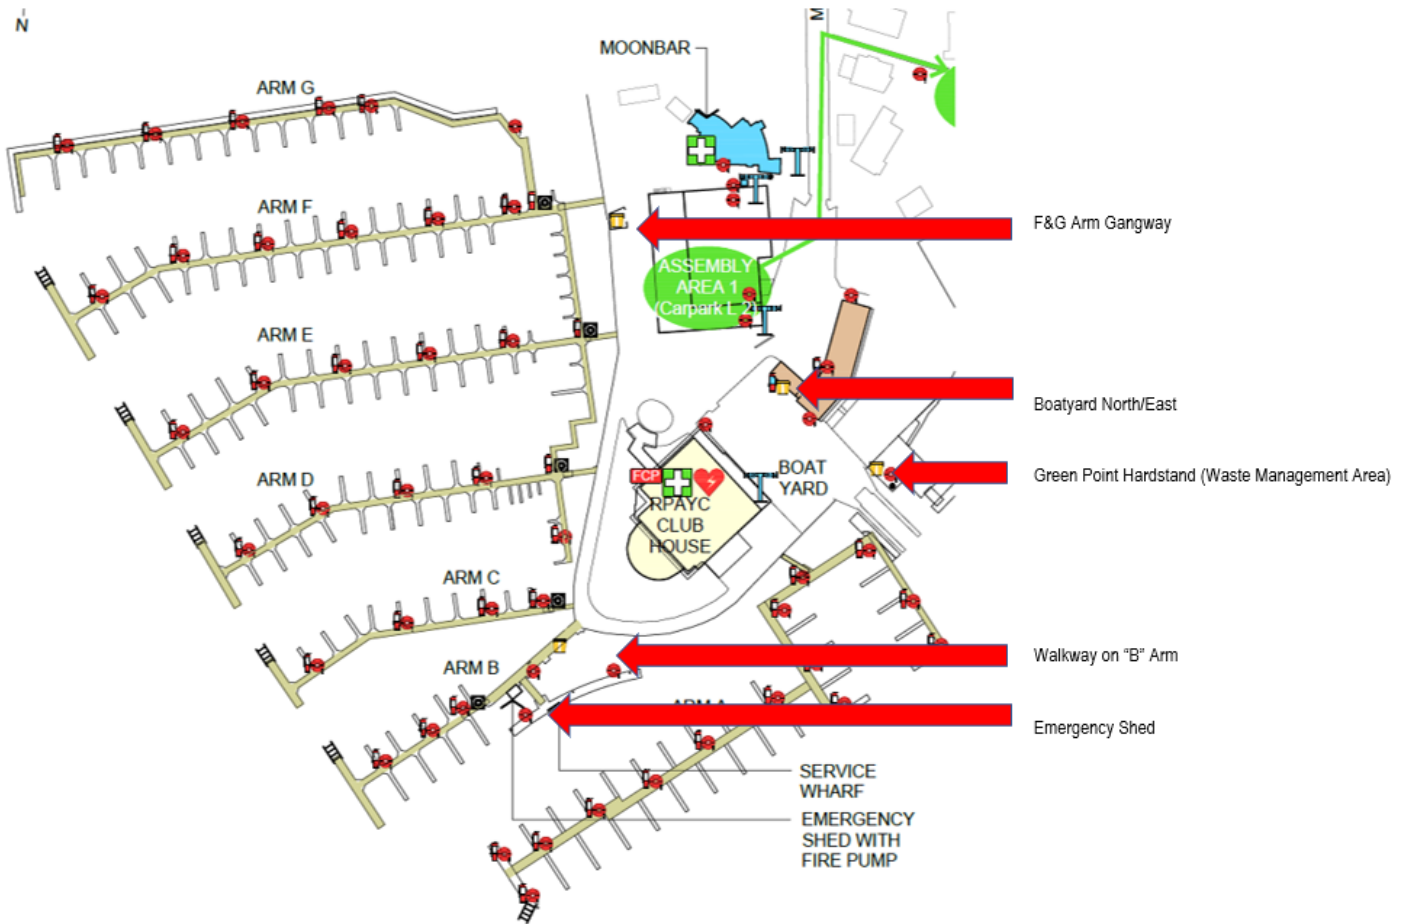 N
M
MOONBAR
ARM G
ARM F
F&G Arm Gangway
ASSEMBLY
AREA 1
(Carpark L 2)
ARM E
Boatyard North/East
ARM D
FCP
BOAT
YARD
Green Point Hardstand (Waste Management Area)
RPAYC
CLUB
HOUSE
ARM C
ARM B
Walkway on “B” Arm
ARM A
Emergency Shed
SERVICE
WHARF
EMERGENCY
SHED WITH
FIRE PUMP